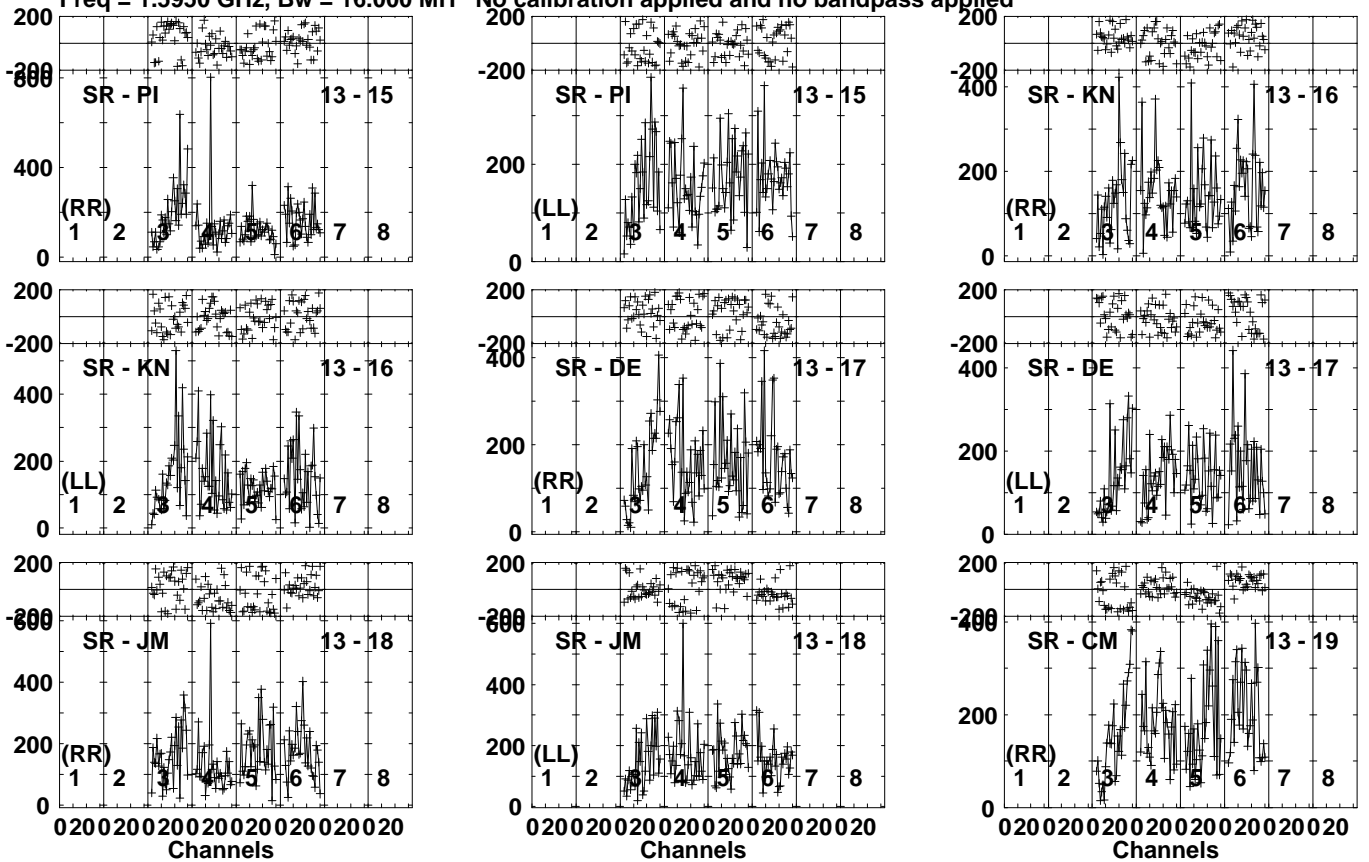 Freq = 1.5950 GHz, Bw = 16.000 MH No calibration applied and no bandpass applied
200 200 200
-200 -200 -200
600
SR - PI 13 - 15 SR - PI 13 - 15 SR - KN 13 - 16
400 200 400
200 200
(RR) (LL) (RR)
1 2 3 4 5 6 7 8 1 2 3 4 5 6 7 8 1 2 3 4 5 6 7 8
0 0 0
200 200 200
-200 -200 -200
400
SR - KN 13 - 16 SR - DE 13 - 17 SR - DE 13 - 17
400 400
200 200 200
(LL) (RR) (LL)
1 2 3 4 5 6 7 8 1 2 3 4 5 6 7 8 1 2 3 4 5 6 7 8
0 0 0
200 200 200
-200 -200 -200
600 600 400
SR - JM 13 - 18 SR - JM 13 - 18 SR - CM 13 - 19
400 400
200 200 200
(RR) (LL) (RR)
1 2 3 4 5 6 7 8 1 2 3 4 5 6 7 8 1 2 3 4 5 6 7 8
0 0 0
0 20 0 20 0 20 0 20 0 20 0 20 0 20 0 20 0 20 0 20 0 20 0 20 0 20 0 20 0 20 0 20 0 20 0 20 0 20 0 20 0 20 0 20 0 20 0 20
Channels Channels Channels